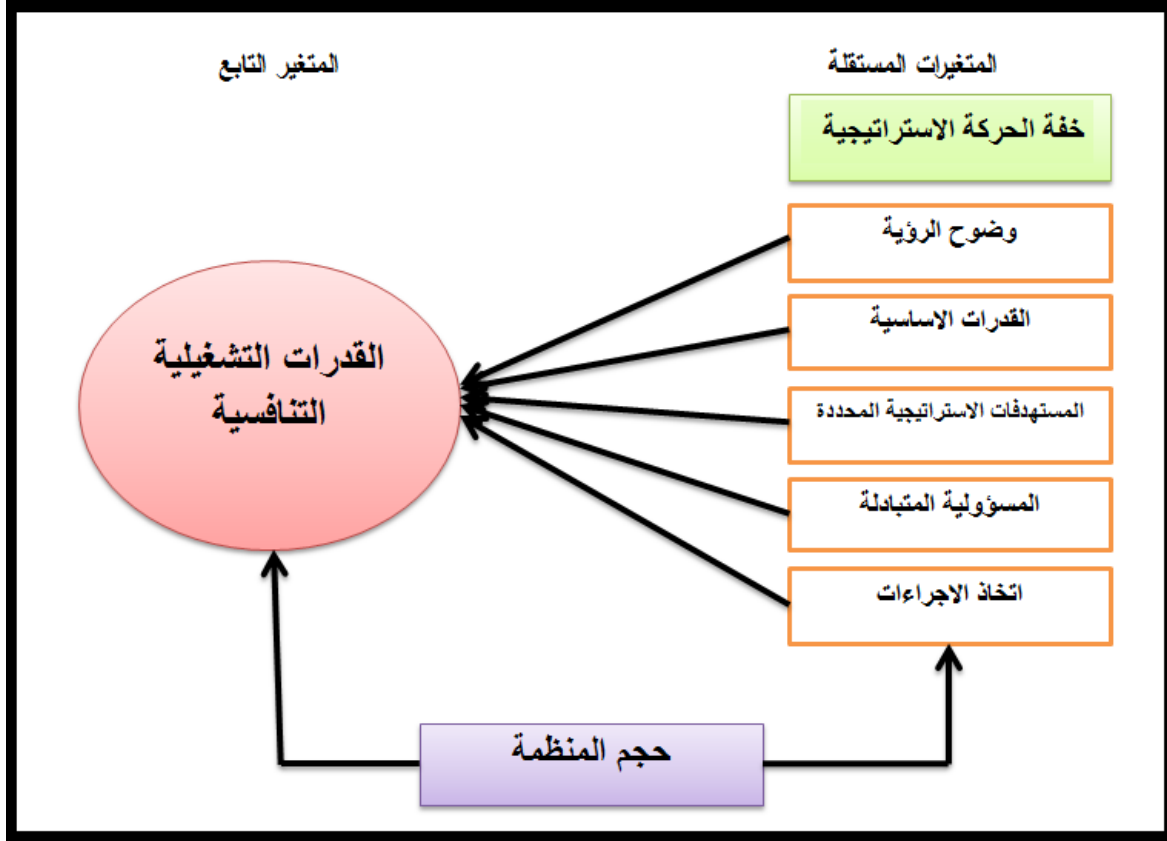 المتغيرات المستقلة
المتغير التابع
خفة الحركة الاستراتيجية
وضوح الرؤية
القدرات الاساسية
المستهدفات الاستراتيجية المحددة
المسؤولية المتبادلة
اتخاذ الاجراءات
القدرات التشغيلية
التنافسية
حجم المنظمة